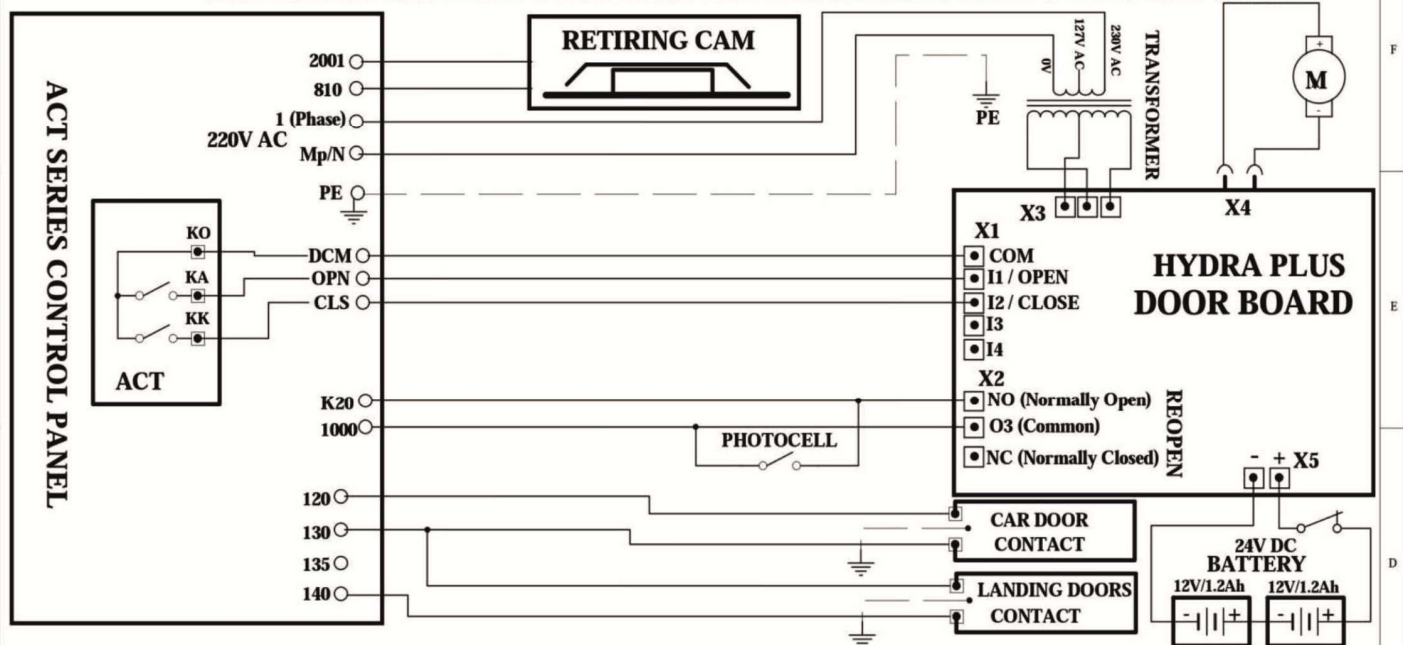 ACT SERIES CONTROL PANEL
2001
810
1 (Phase)
220V AC
Mp/N
PE
KO
KA
KK
ACT
DCM
OPN
CLS
K20
1000
120
130
135
140
RETIRING CAM
PE
0V
127V AC
230V AC
TRANSFORMER
+
M
-
X3
X4
X1
COM
I1 / OPEN
I2 / CLOSE
I3
I4
HYDRA PLUS
DOOR BOARD
X2
NO (Normally Open)
O3 (Common)
NC (Normally Closed)
REOPEN
PHOTOCELL
- + X5
CAR DOOR
CONTACT
LANDING DOORS
CONTACT
24V DC
BATTERY
12V/1.2Ah 12V/1.2Ah
- + - +
F
E
D